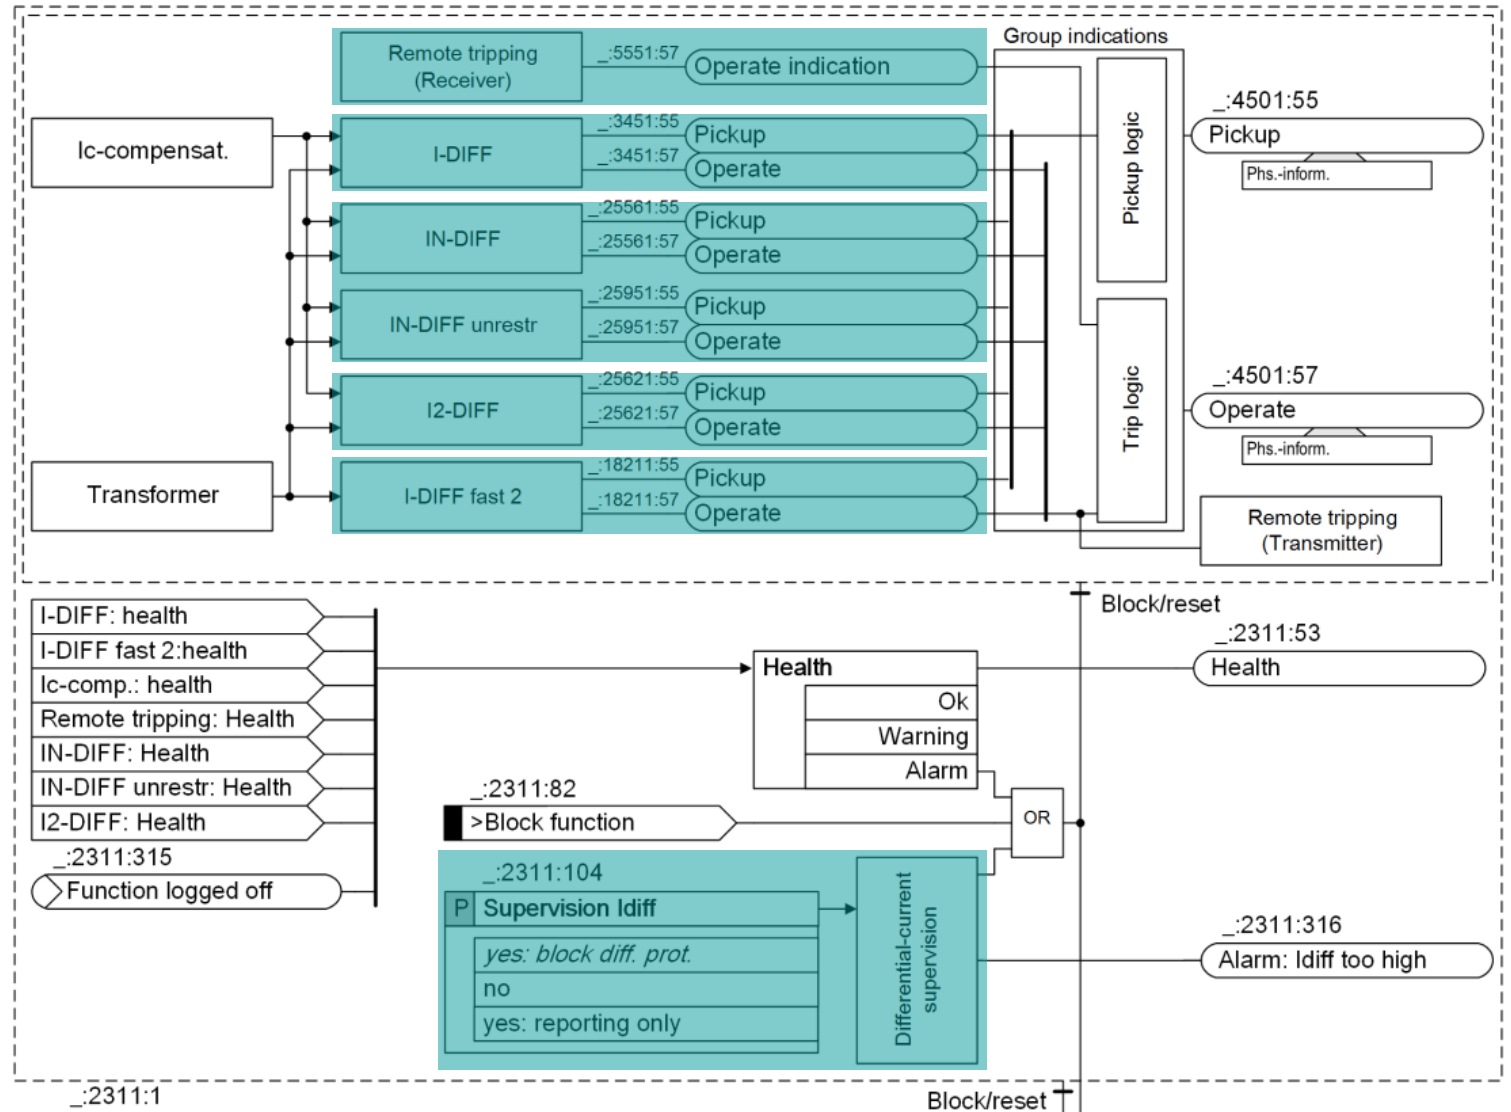 Group indications
Remote tripping
(Receiver)
_:5551:57
Operate indication
_:4501:55
Pickup
Phs.-inform.
Ic-compensat.
I-DIFF
_:3451:55
Pickup
_:3451:57
Operate
Pickup logic
IN-DIFF
_:25561:55
Pickup
_:25561:57
Operate
IN-DIFF unrestr
_:25951:55
Pickup
_:25951:57
Operate
I2-DIFF
_:25621:55
Pickup
_:25621:57
Operate
Trip logic
_:4501:57
Operate
Phs.-inform.
Transformer
I-DIFF fast 2
_:18211:55
Pickup
_:18211:57
Operate
Remote tripping
(Transmitter)
Block/reset
I-DIFF: health
I-DIFF fast 2:health
Ic-comp.: health
Remote tripping: Health
IN-DIFF: Health
IN-DIFF unrestr: Health
I2-DIFF: Health
_:2311:315
Function logged off
Health
Ok
Warning
Alarm
_:2311:53
Health
_:2311:82
>Block function
OR
_:2311:104
P Supervision Idiff
yes: block diff. prot.
no
yes: reporting only
Differential-current
supervision
_:2311:316
Alarm: Idiff too high
_:2311:1
Block/reset